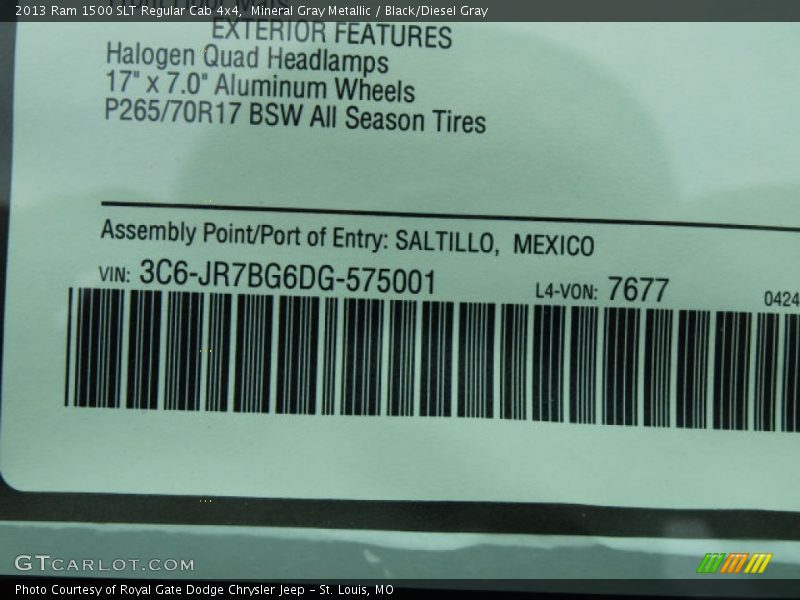 2013 Ram 1500 SLT Regular Cab 4x4, Mineral Gray Metallic / Black/Diesel Gray
EXTERIOR FEATURES
Halogen Quad Headlamps
17" x 7.0" Aluminum Wheels
P265/70R17 BSW All Season Tires
Assembly Point/Port of Entry: SALTILLO, MEXICO
VIN: 3C6-JR7BG6DG-575001 L4-VON: 7677 0424
GTCARLOT.COM
Photo Courtesy of Royal Gate Dodge Chrysler Jeep - St. Louis, MO